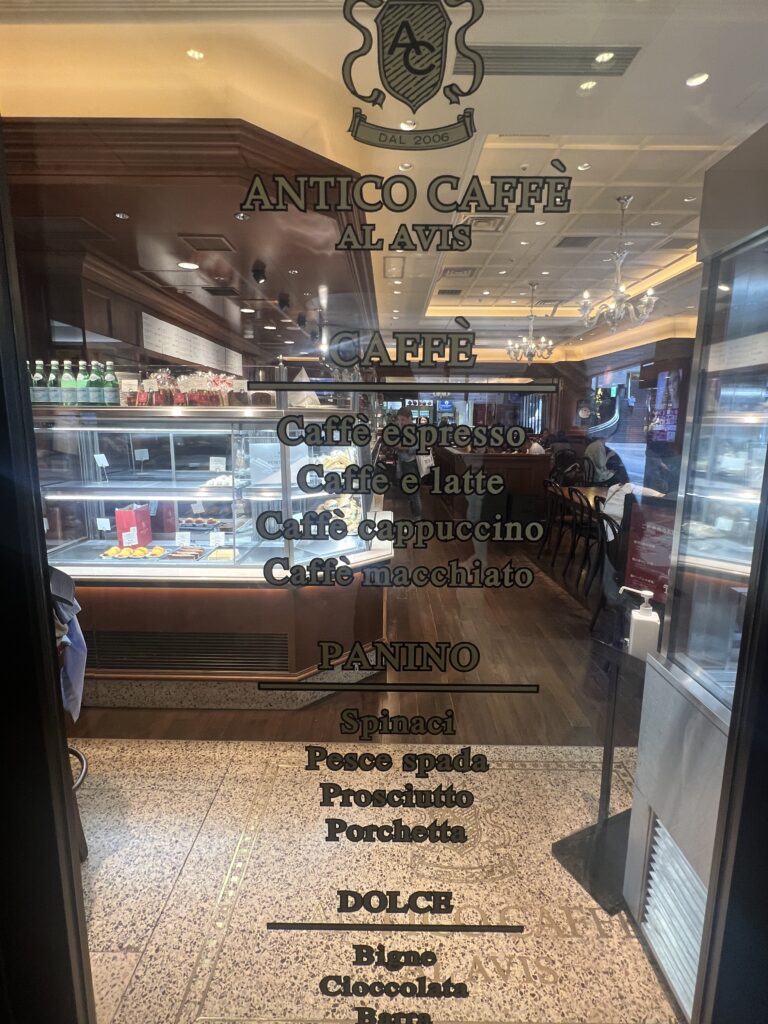 AC
DAL 2006
ANTICO CAFFÈ
AL AVIS
CAFFÈ
Caffè espresso
Caffè e latte
Caffè cappuccino
Caffè macchiato
PANINO
Spinaci
Pesce spada
Prosciutto
Porchetta
DOLCE
Bigne
Cioccolata
Barra